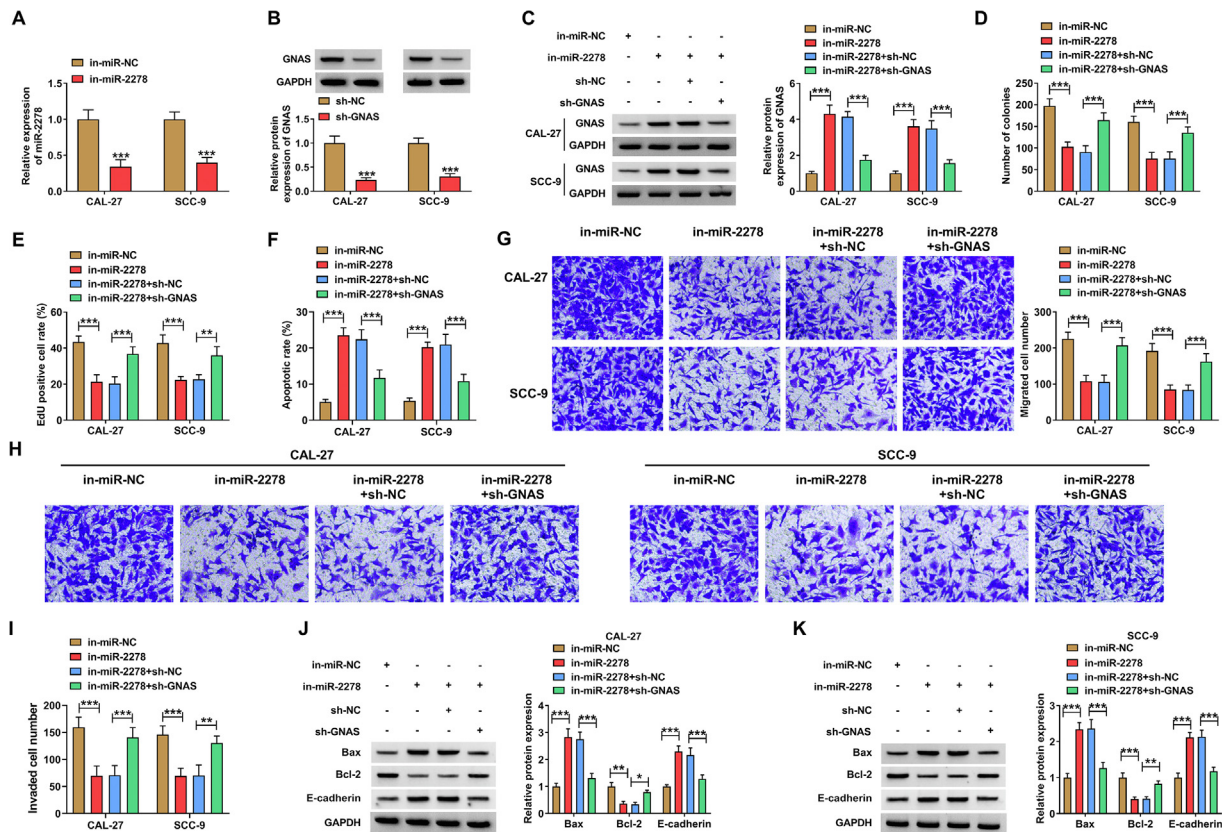 A
in-miR-NC
in-miR-2278
Relative expression
of miR-2278
1.5
1.0
0.5
0.0
***
***
CAL-27
SCC-9
B
GNAS
GAPDH
sh-NC
sh-GNAS
Relative protein
expression of GNAS
1.5
1.0
0.5
0.0
***
***
CAL-27
SCC-9
C
in-miR-NC + - - -
in-miR-2278 - + + +
sh-NC - - + -
sh-GNAS - - - +
CAL-27
GNAS
GAPDH
SCC-9
GNAS
GAPDH
in-miR-NC
in-miR-2278
in-miR-2278+sh-NC
in-miR-2278+sh-GNAS
Relative protein
expression of GNAS
6
4
2
0
*** *** *** ***
CAL-27
SCC-9
D
in-miR-NC
in-miR-2278
in-miR-2278+sh-NC
in-miR-2278+sh-GNAS
Number of colonies
250
200
150
100
50
0
*** *** *** ***
CAL-27
SCC-9
E
in-miR-NC
in-miR-2278
in-miR-2278+sh-NC
in-miR-2278+sh-GNAS
EdU positive cell rate (%)
60
40
20
0
*** *** *** **
CAL-27
SCC-9
F
in-miR-NC
in-miR-2278
in-miR-2278+sh-NC
in-miR-2278+sh-GNAS
Apoptotic rate (%)
30
20
10
0
*** *** *** ***
CAL-27
SCC-9
G
in-miR-NC
in-miR-2278
in-miR-2278
+sh-NC
in-miR-2278
+sh-GNAS
CAL-27
SCC-9
in-miR-NC
in-miR-2278
in-miR-2278+sh-NC
in-miR-2278+sh-GNAS
Migrated cell number
300
200
100
0
*** *** *** ***
CAL-27
SCC-9
H
CAL-27
in-miR-NC
in-miR-2278
in-miR-2278
+sh-NC
in-miR-2278
+sh-GNAS
SCC-9
in-miR-NC
in-miR-2278
in-miR-2278
+sh-NC
in-miR-2278
+sh-GNAS
I
in-miR-NC
in-miR-2278
in-miR-2278+sh-NC
in-miR-2278+sh-GNAS
Invaded cell number
200
150
100
50
0
*** *** *** **
CAL-27
SCC-9
J
in-miR-NC + - - -
in-miR-2278 - + + +
sh-NC - - + -
sh-GNAS - - - +
Bax
Bcl-2
E-cadherin
GAPDH
CAL-27
in-miR-NC
in-miR-2278
in-miR-2278+sh-NC
in-miR-2278+sh-GNAS
Relative protein expression
4
3
2
1
0
*** *** ** * *** ***
Bax
Bcl-2
E-cadherin
K
in-miR-NC + - - -
in-miR-2278 - + + +
sh-NC - - + -
sh-GNAS - - - +
Bax
Bcl-2
E-cadherin
GAPDH
SCC-9
in-miR-NC
in-miR-2278
in-miR-2278+sh-NC
in-miR-2278+sh-GNAS
Relative protein expression
3
2
1
0
*** *** *** ** *** ***
Bax
Bcl-2
E-cadherin